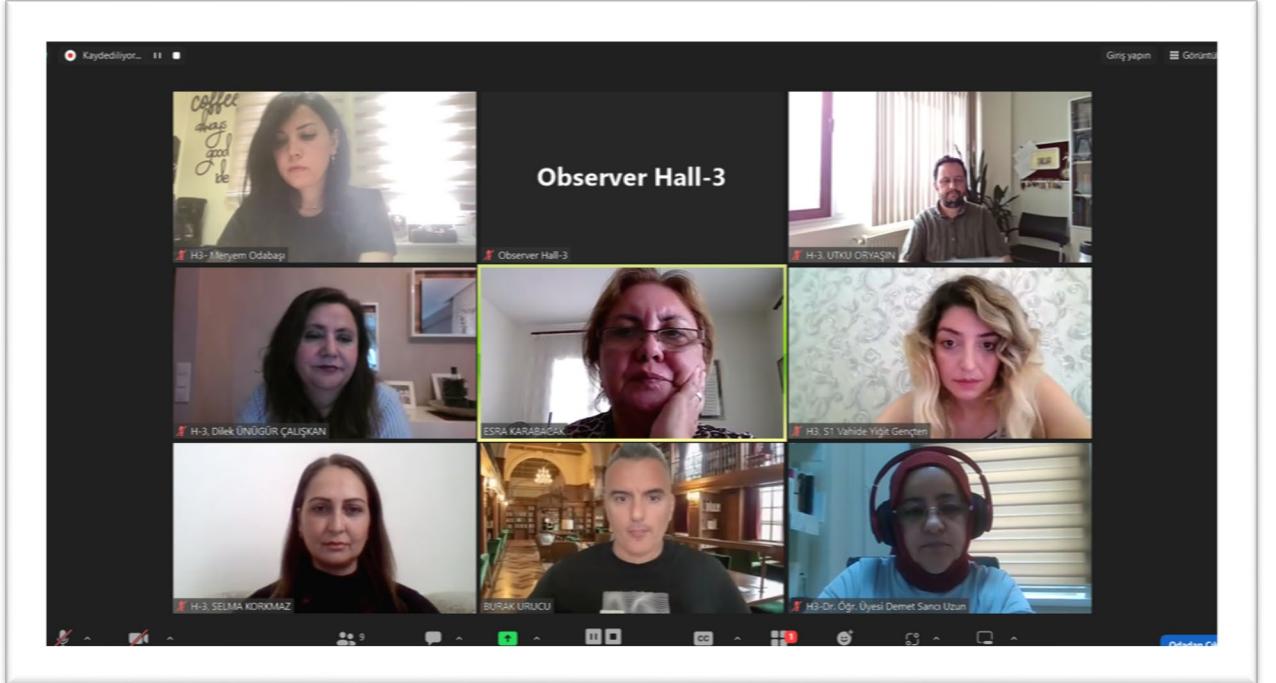 Kaydediliyor...
Giriş yapın
Görüntü
coffee
always
good
H3- Meryem Odabaşı
Observer Hall-3
Observer Hall-3
H-3, UTKU ORYAŞIN
H-3, Dilek ÜNÜGÜR ÇALIŞKAN
ESRA KARABACAK
H3, S1 Vahide Yiğit Gençten
H-3, SELMA KORKMAZ
BURAK URUCU
H3-Dr. Öğr. Üyesi Demet Sancı Uzun
9
CC
1
Odadan